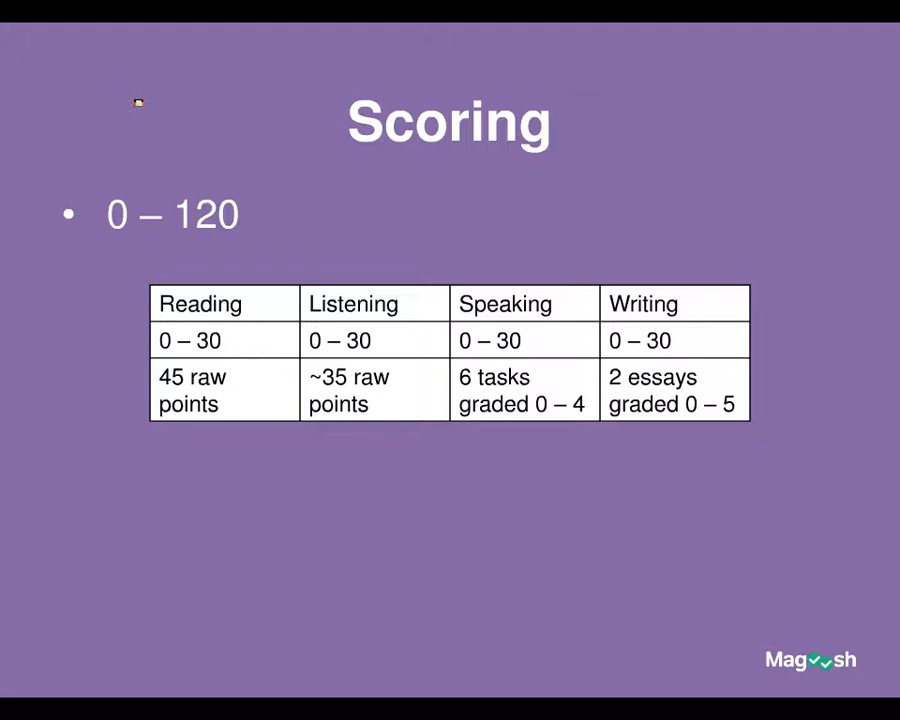 Scoring
• 0 – 120
Reading Listening Speaking Writing
0 – 30 0 – 30 0 – 30 0 – 30
45 raw points ~35 raw points 6 tasks graded 0 – 4 2 essays graded 0 – 5
Magoosh